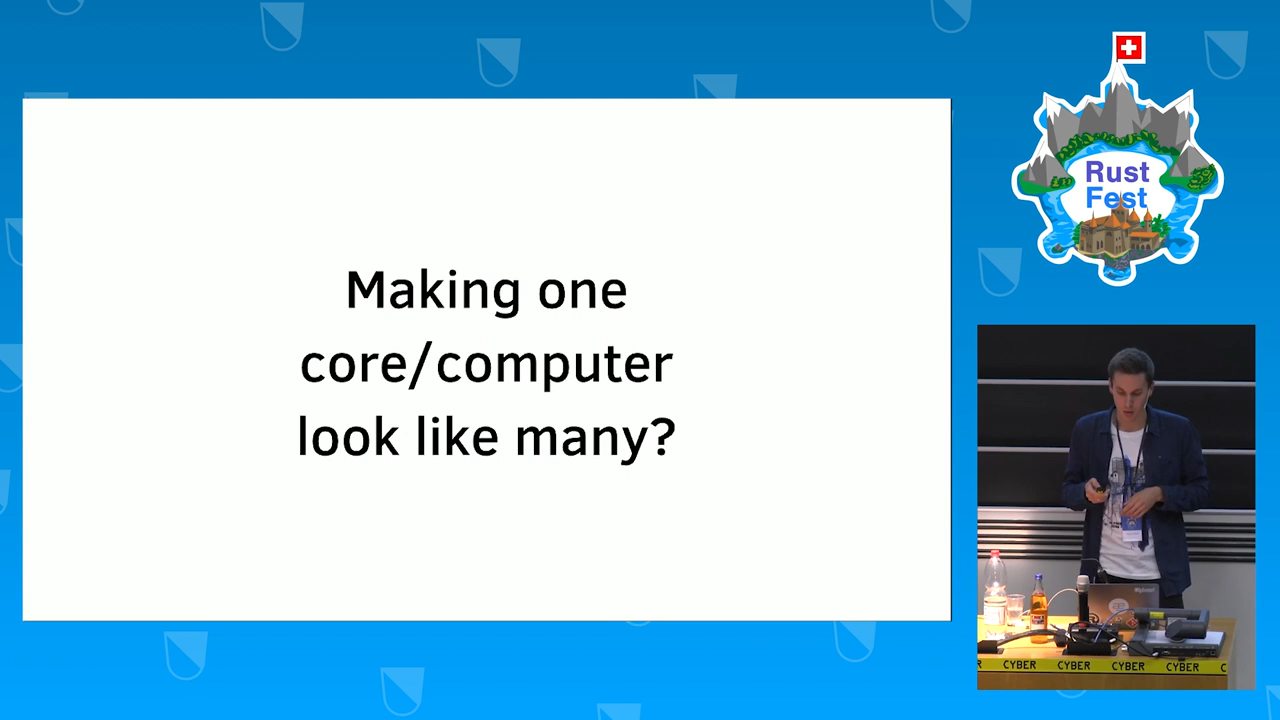 Making one
core/computer
look like many?
Rust
Fest
CYBER CYBER CYBER CYBER C